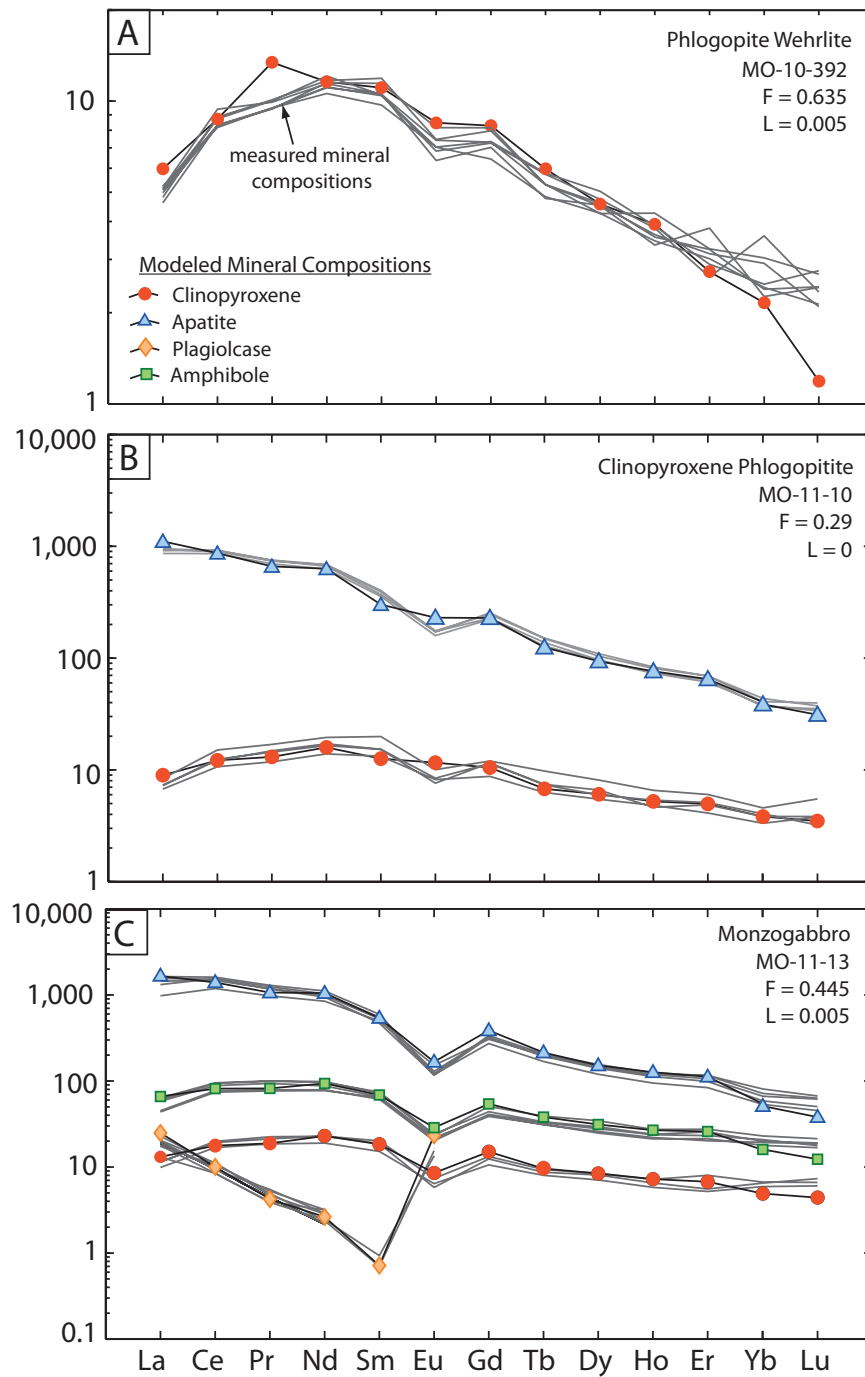 A
Phlogopite Wehrlite
MO-10-392
F = 0.635
L = 0.005
10
measured mineral
compositions
Modeled Mineral Compositions
Clinopyroxene
Apatite
Plagiolcase
Amphibole
1
B
10,000
Clinopyroxene Phlogopitite
MO-11-10
F = 0.29
L = 0
1,000
100
10
1
C
10,000
Monzogabbro
MO-11-13
F = 0.445
L = 0.005
1,000
100
10
1
0.1
La Ce Pr Nd Sm Eu Gd Tb Dy Ho Er Yb Lu